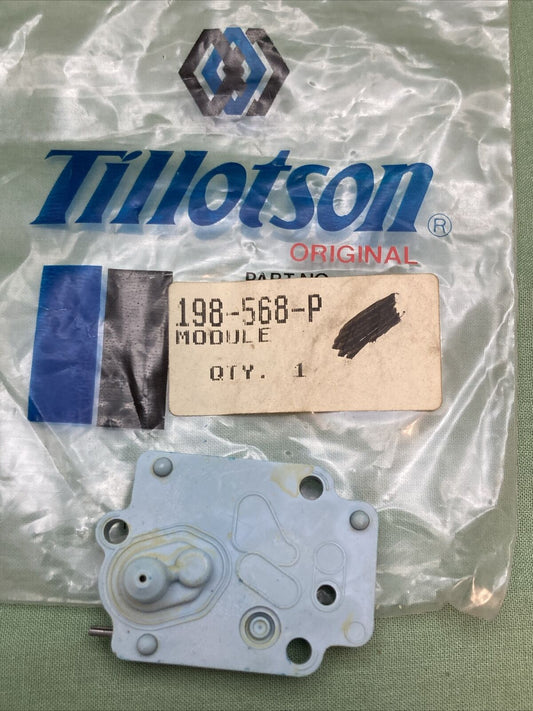 Tillotson®
ORIGINAL
PART NO.
198-568-P
MODULE
QTY. 1